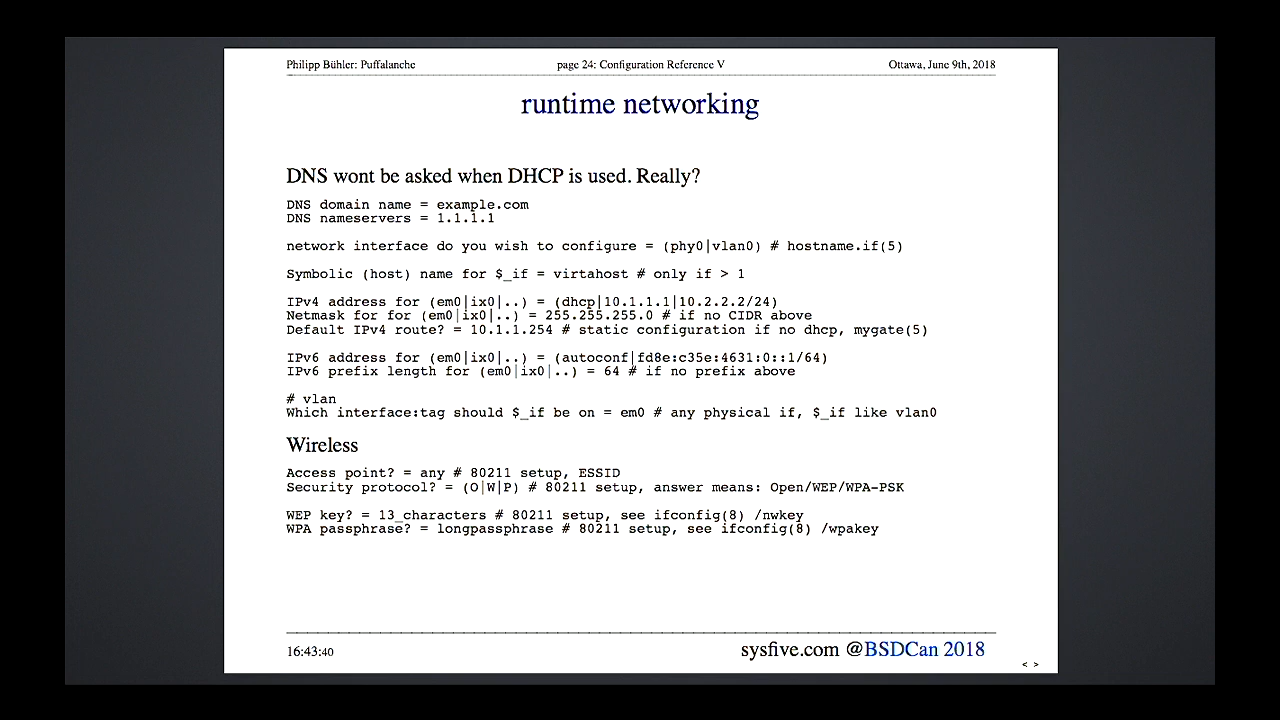 Philipp Bühler: Puffalanche page 24: Configuration Reference V Ottawa, June 9th, 2018
runtime networking
DNS wont be asked when DHCP is used. Really?
DNS domain name = example.com
DNS nameservers = 1.1.1.1
network interface do you wish to configure = (phy0|vlan0) # hostname.if(5)
Symbolic (host) name for $_if = virtahost # only if > 1
IPv4 address for (em0|ix0|..) = (dhcp|10.1.1.1|10.2.2.2/24)
Netmask for for (em0|ix0|..) = 255.255.255.0 # if no CIDR above
Default IPv4 route? = 10.1.1.254 # static configuration if no dhcp, mygate(5)
IPv6 address for (em0|ix0|..) = (autoconf|fd8e:c35e:4631:0::1/64)
IPv6 prefix length for (em0|ix0|..) = 64 # if no prefix above
# vlan
Which interface:tag should $_if be on = em0 # any physical if, $_if like vlan0
Wireless
Access point? = any # 80211 setup, ESSID
Security protocol? = (O|W|P) # 80211 setup, answer means: Open/WEP/WPA-PSK
WEP key? = 13_characters # 80211 setup, see ifconfig(8) /nwkey
WPA passphrase? = longpassphrase # 80211 setup, see ifconfig(8) /wpakey
16:43:40 sysfive.com @BSDCan 2018
< >